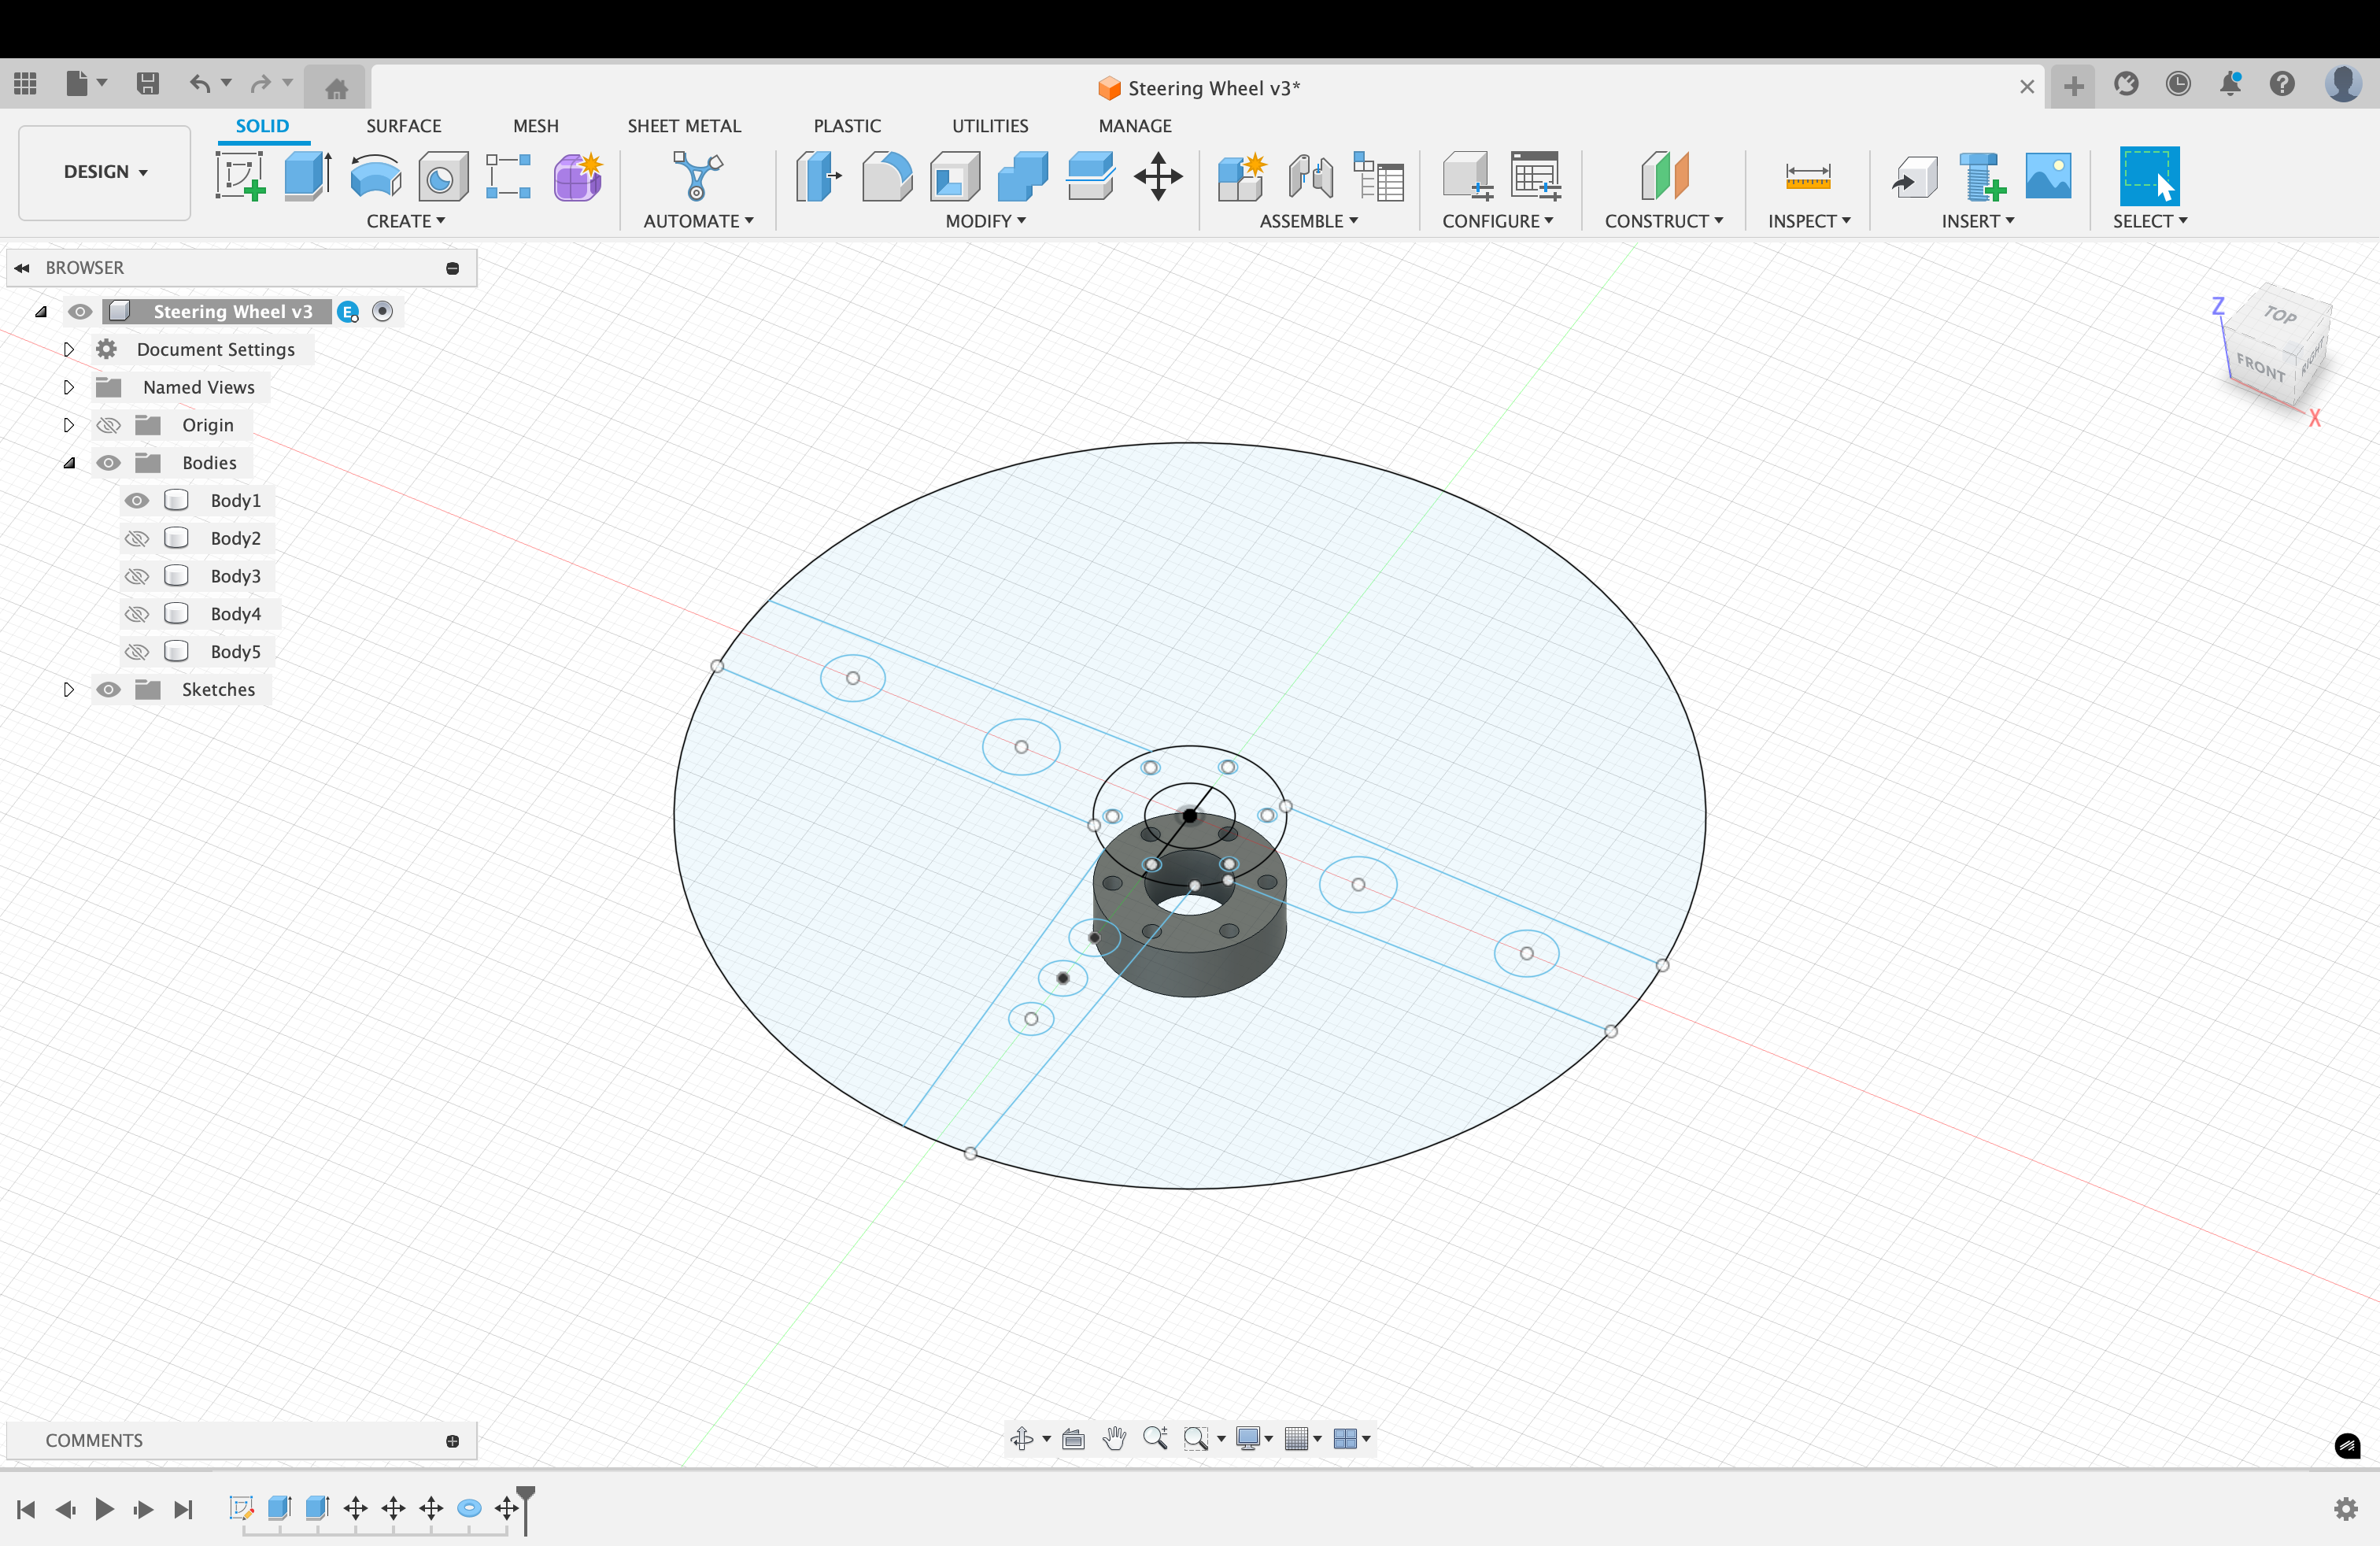 Steering Wheel v3*
SOLID SURFACE MESH SHEET METAL PLASTIC UTILITIES MANAGE
DESIGN
CREATE AUTOMATE MODIFY ASSEMBLE CONFIGURE CONSTRUCT INSPECT INSERT SELECT
BROWSER
Steering Wheel v3 E
Document Settings
Named Views
Origin
Bodies
Body1
Body2
Body3
Body4
Body5
Sketches
Z
TOP
FRONT
RIGHT
X
COMMENTS